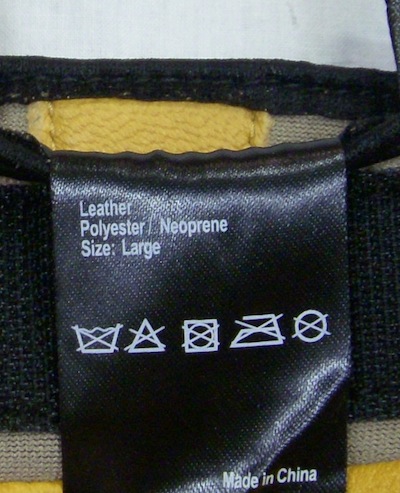 Leather
Polyester / Neoprene
Size: Large
Made in China